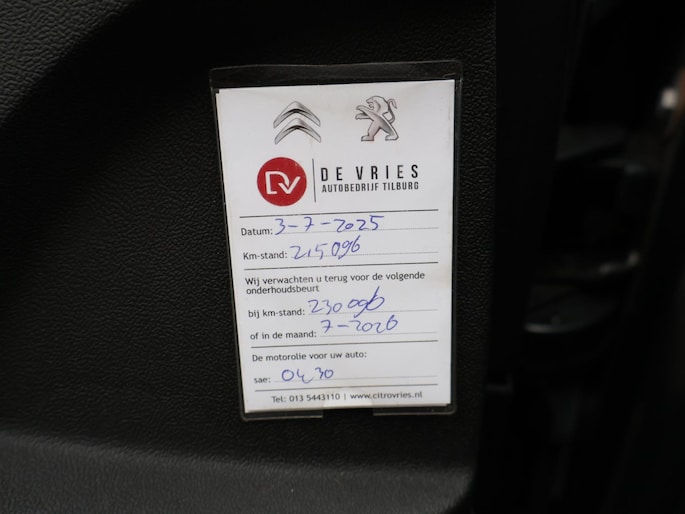 DV
DE VRIES
AUTOBEDRIJF TILBURG
Datum: 3-7-2025
Km-stand: 215096
Wij verwachten u terug voor de volgende
onderhoudsbeurt
bij km-stand: 230096
of in de maand: 7-2026
De motorolie voor uw auto:
sae: 0W30
Tel: 013 5443110 | www.citrovries.nl